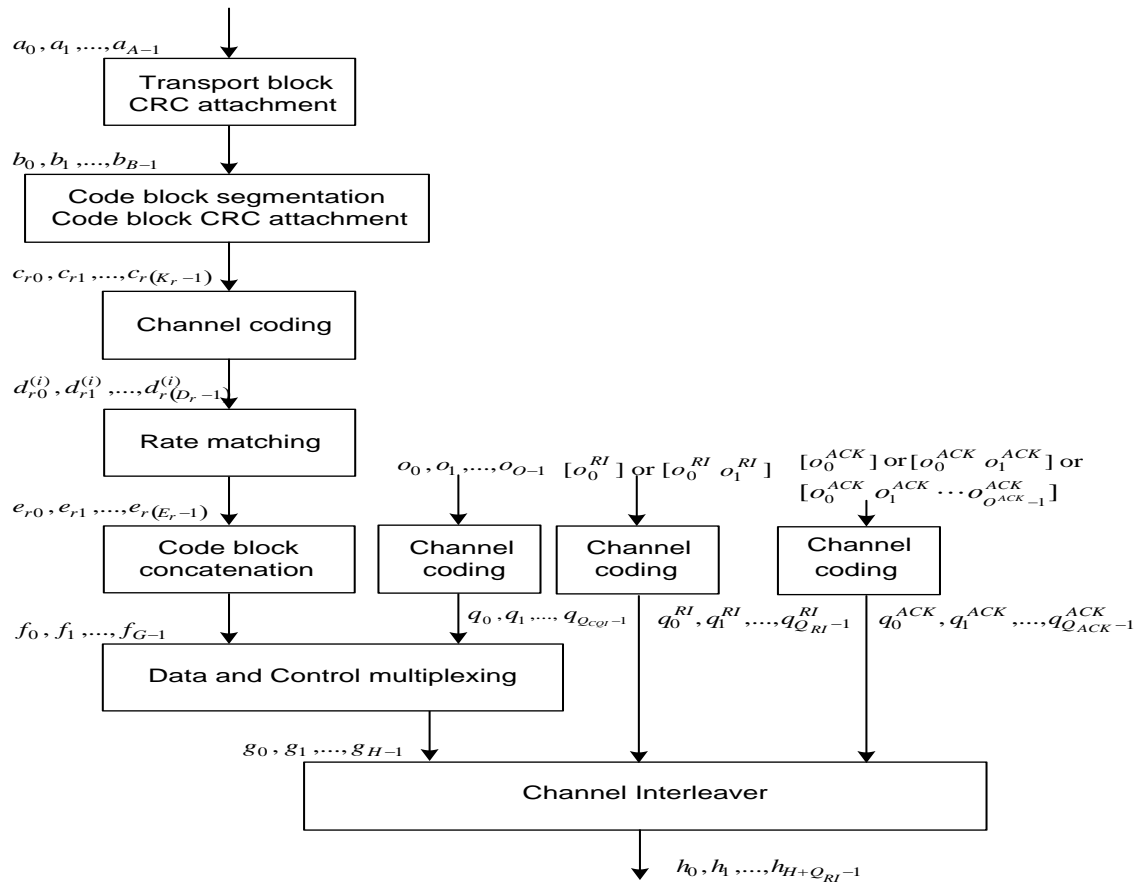 a_0, a_1,..., a_{A-1}
Transport block
CRC attachment
b_0, b_1,..., b_{B-1}
Code block segmentation
Code block CRC attachment
c_{r0}, c_{r1},..., c_{r(K_r-1)}
Channel coding
d_{r0}^{(i)}, d_{r1}^{(i)},..., d_{r(D_r-1)}^{(i)}
Rate matching
e_{r0}, e_{r1},..., e_{r(E_r-1)}
Code block
concatenation
o_0, o_1,..., o_{O-1}
Channel
coding
[o_0^{RI}] or [o_0^{RI} o_1^{RI}]
Channel
coding
[o_0^{ACK}] or [o_0^{ACK} o_1^{ACK}] or
[o_0^{ACK} o_1^{ACK} ⋯ o_{O^{ACK}-1}^{ACK}]
Channel
coding
f_0, f_1,..., f_{G-1}
q_0, q_1,..., q_{Q_{CQI}-1}
q_0^{RI}, q_1^{RI},..., q_{Q_{RI}-1}^{RI}
q_0^{ACK}, q_1^{ACK},..., q_{Q_{ACK}-1}^{ACK}
Data and Control multiplexing
g_0, g_1,..., g_{H-1}
Channel Interleaver
h_0, h_1,..., h_{H+Q_{RI}-1}